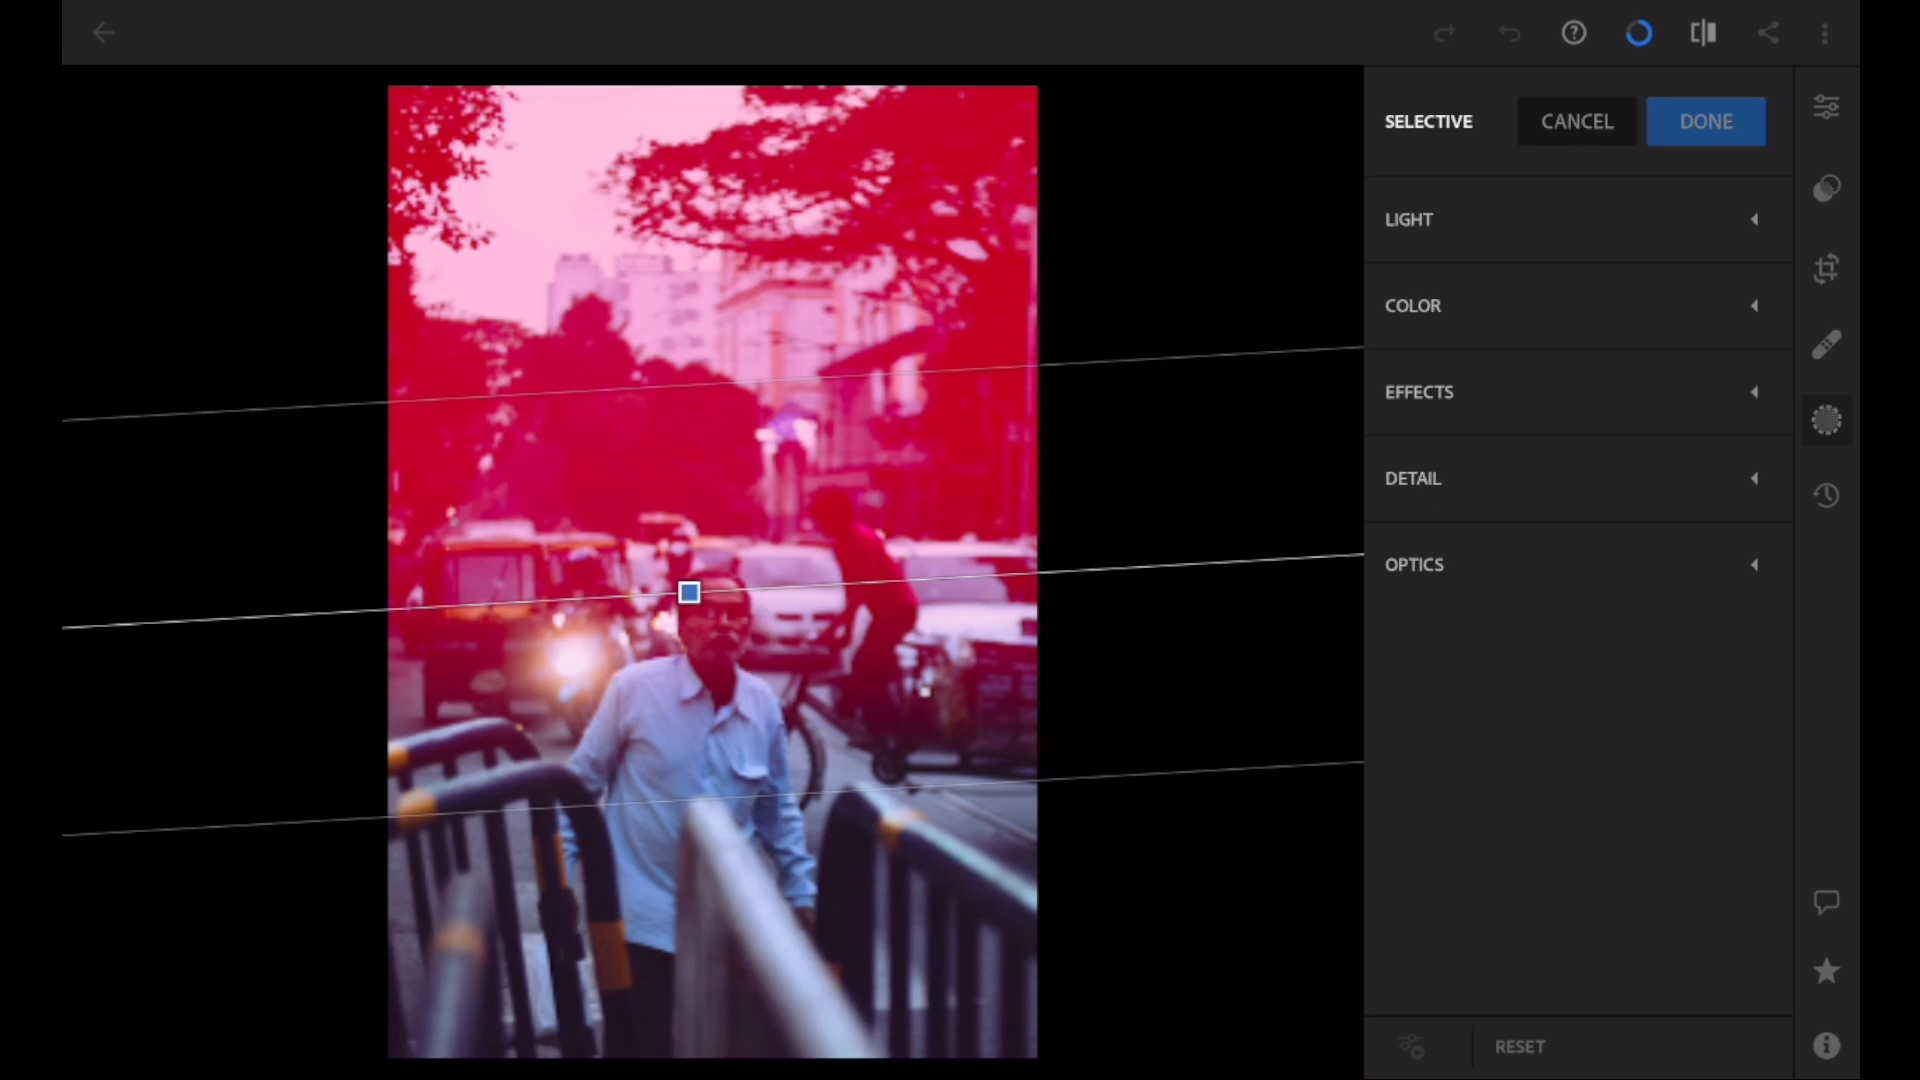 SELECTIVE
CANCEL
DONE
LIGHT
COLOR
EFFECTS
DETAIL
OPTICS
RESET